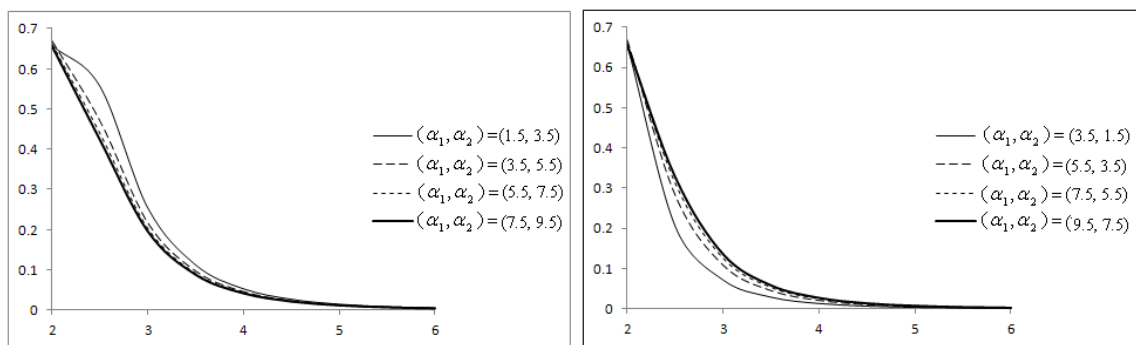 0.7
0.6
0.5
0.4
0.3
0.2
0.1
0
2 3 4 5 6
(α₁,α₂)=(1.5, 3.5)
(α₁,α₂)=(3.5, 5.5)
(α₁,α₂)=(5.5, 7.5)
(α₁,α₂)=(7.5, 9.5)
0.7
0.6
0.5
0.4
0.3
0.2
0.1
0
2 3 4 5 6
(α₁,α₂)=(3.5, 1.5)
(α₁,α₂)=(5.5, 3.5)
(α₁,α₂)=(7.5, 5.5)
(α₁,α₂)=(9.5, 7.5)